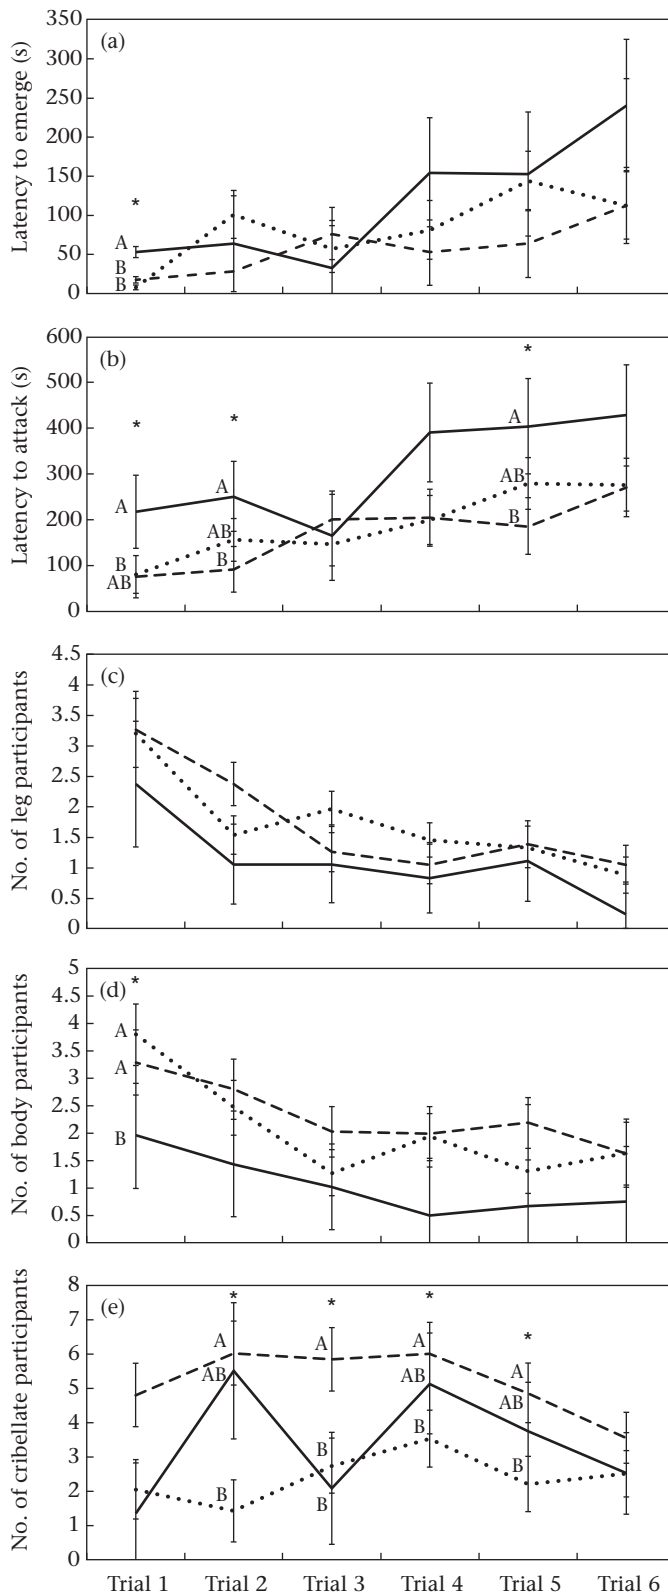 (a)
Latency to emerge (s)
350
300
250
200
150
100
50
0
*
A
B
B
(b)
Latency to attack (s)
600
500
400
300
200
100
0
*
*
*
A
A
A
B
AB
AB
B
AB
B
(c)
No. of leg participants
4.5
4
3.5
3
2.5
2
1.5
1
0.5
0
(d)
No. of body participants
5
4.5
4
3.5
3
2.5
2
1.5
1
0.5
0
*
A
A
B
(e)
No. of cribellate participants
8
7
6
5
4
3
2
1
0
*
*
*
*
A
AB
B
A
B
B
A
AB
B
A
AB
B
Trial 1 Trial 2 Trial 3 Trial 4 Trial 5 Trial 6